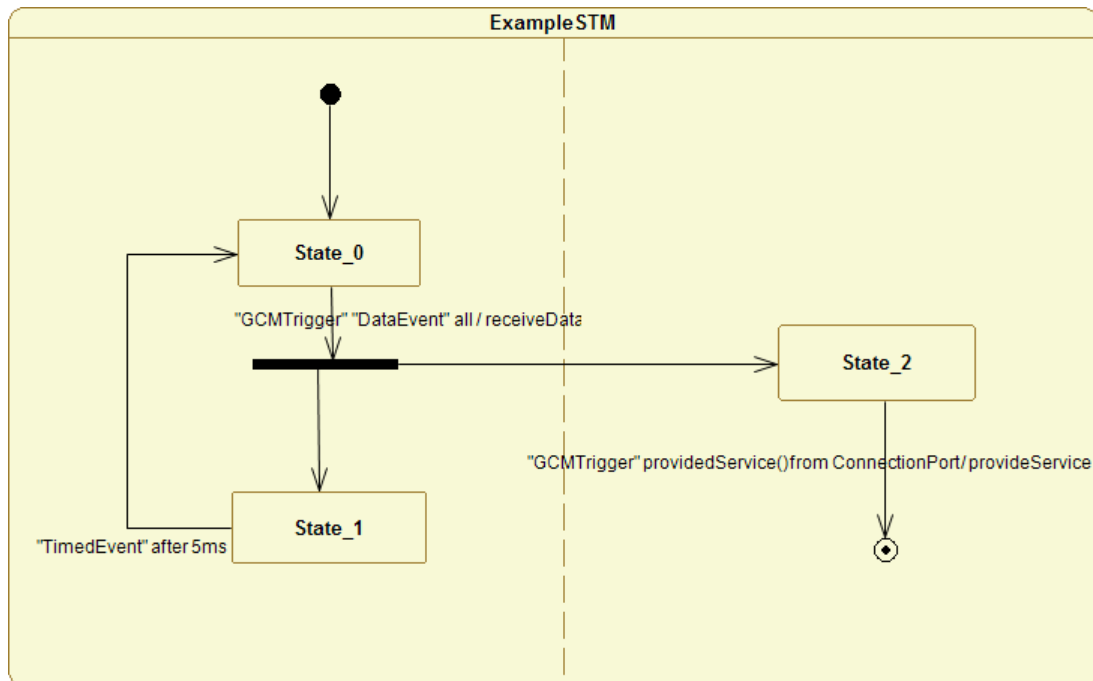 ExampleSTM
State_0
"GCMTrigger" "DataEvent" all / receiveData
State_2
"GCMTrigger" providedService()from ConnectionPort/ provideService
State_1
"TimedEvent" after 5ms